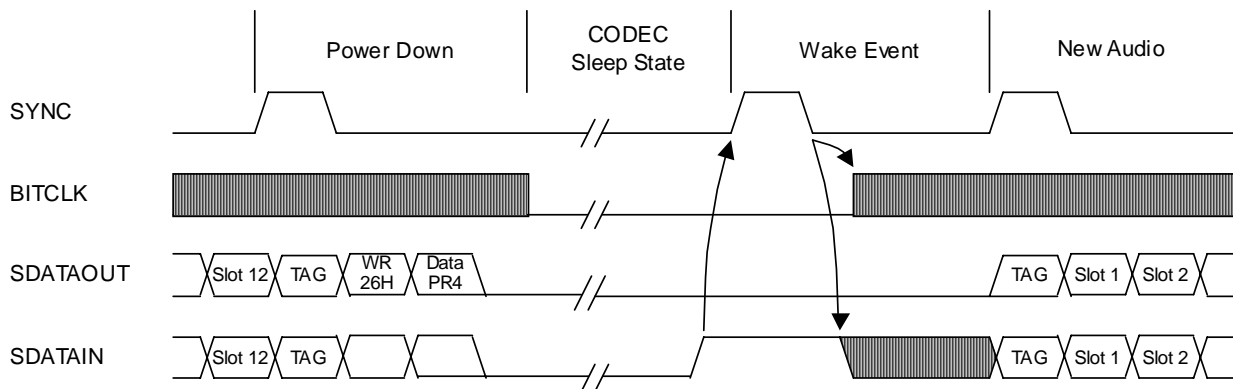 Power Down
CODEC
Sleep State
Wake Event
New Audio
SYNC
BITCLK
SDATAOUT
Slot 12
TAG
WR
26H
Data
PR4
TAG
Slot 1
Slot 2
SDATAIN
Slot 12
TAG
TAG
Slot 1
Slot 2